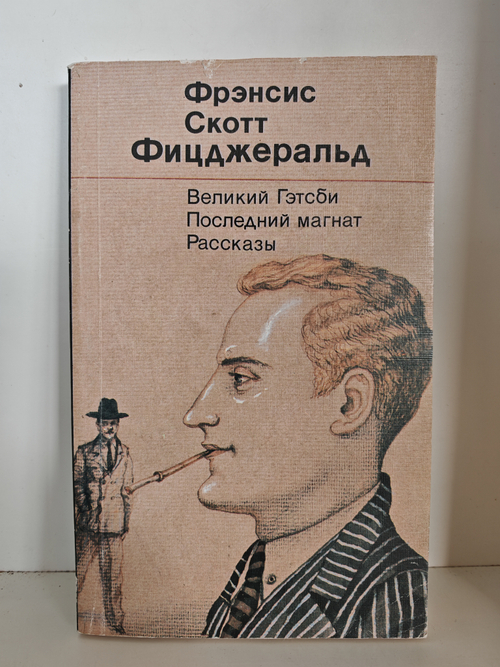 Фрэнсис
Скотт
Фицджеральд
Великий Гэтсби
Последний магнат
Рассказы